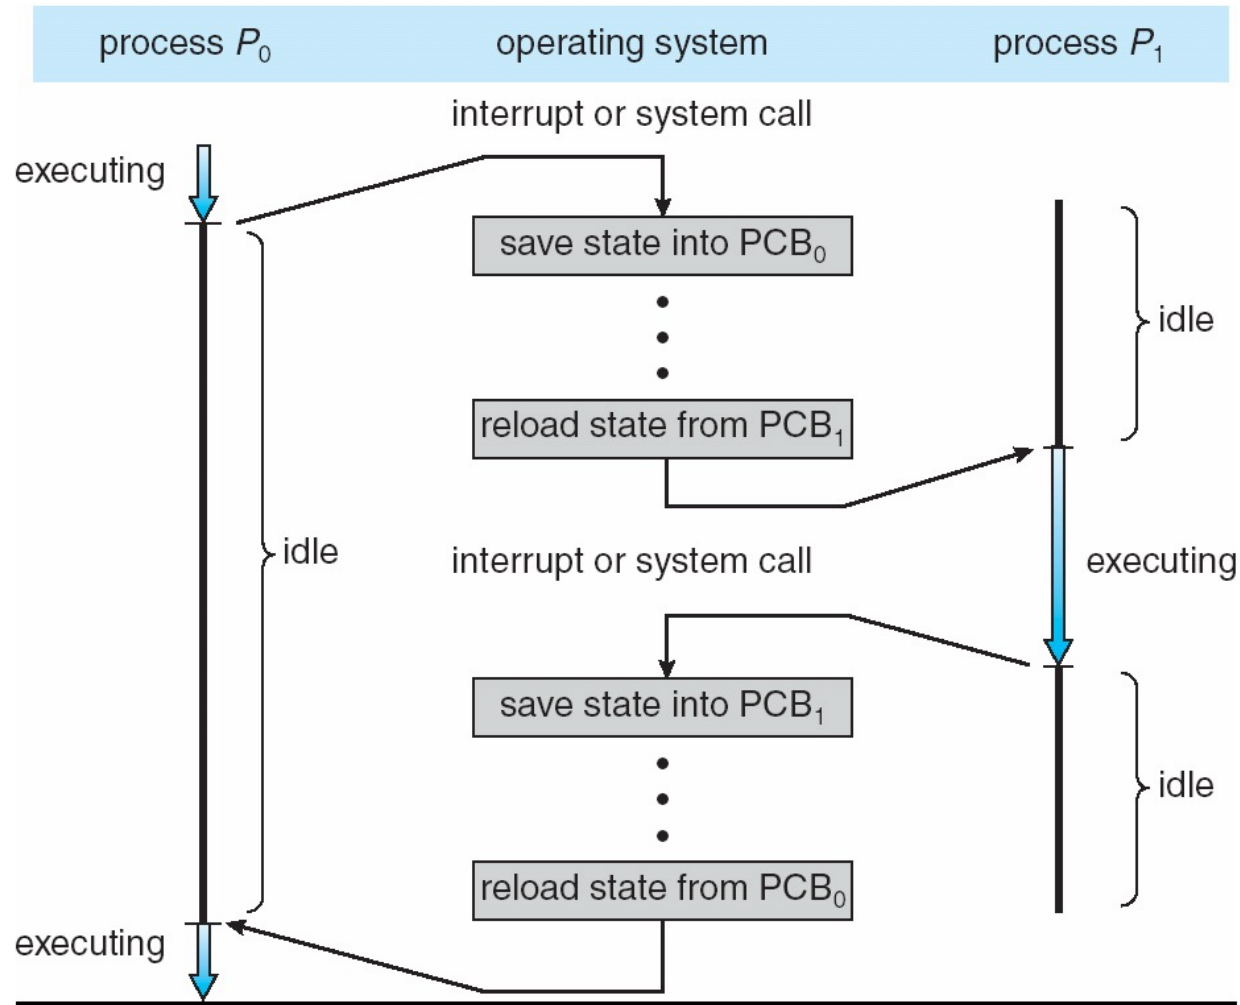 process P₀ operating system process P₁
interrupt or system call
executing
save state into PCB₀
idle
reload state from PCB₁
idle
interrupt or system call
executing
save state into PCB₁
idle
reload state from PCB₀
executing